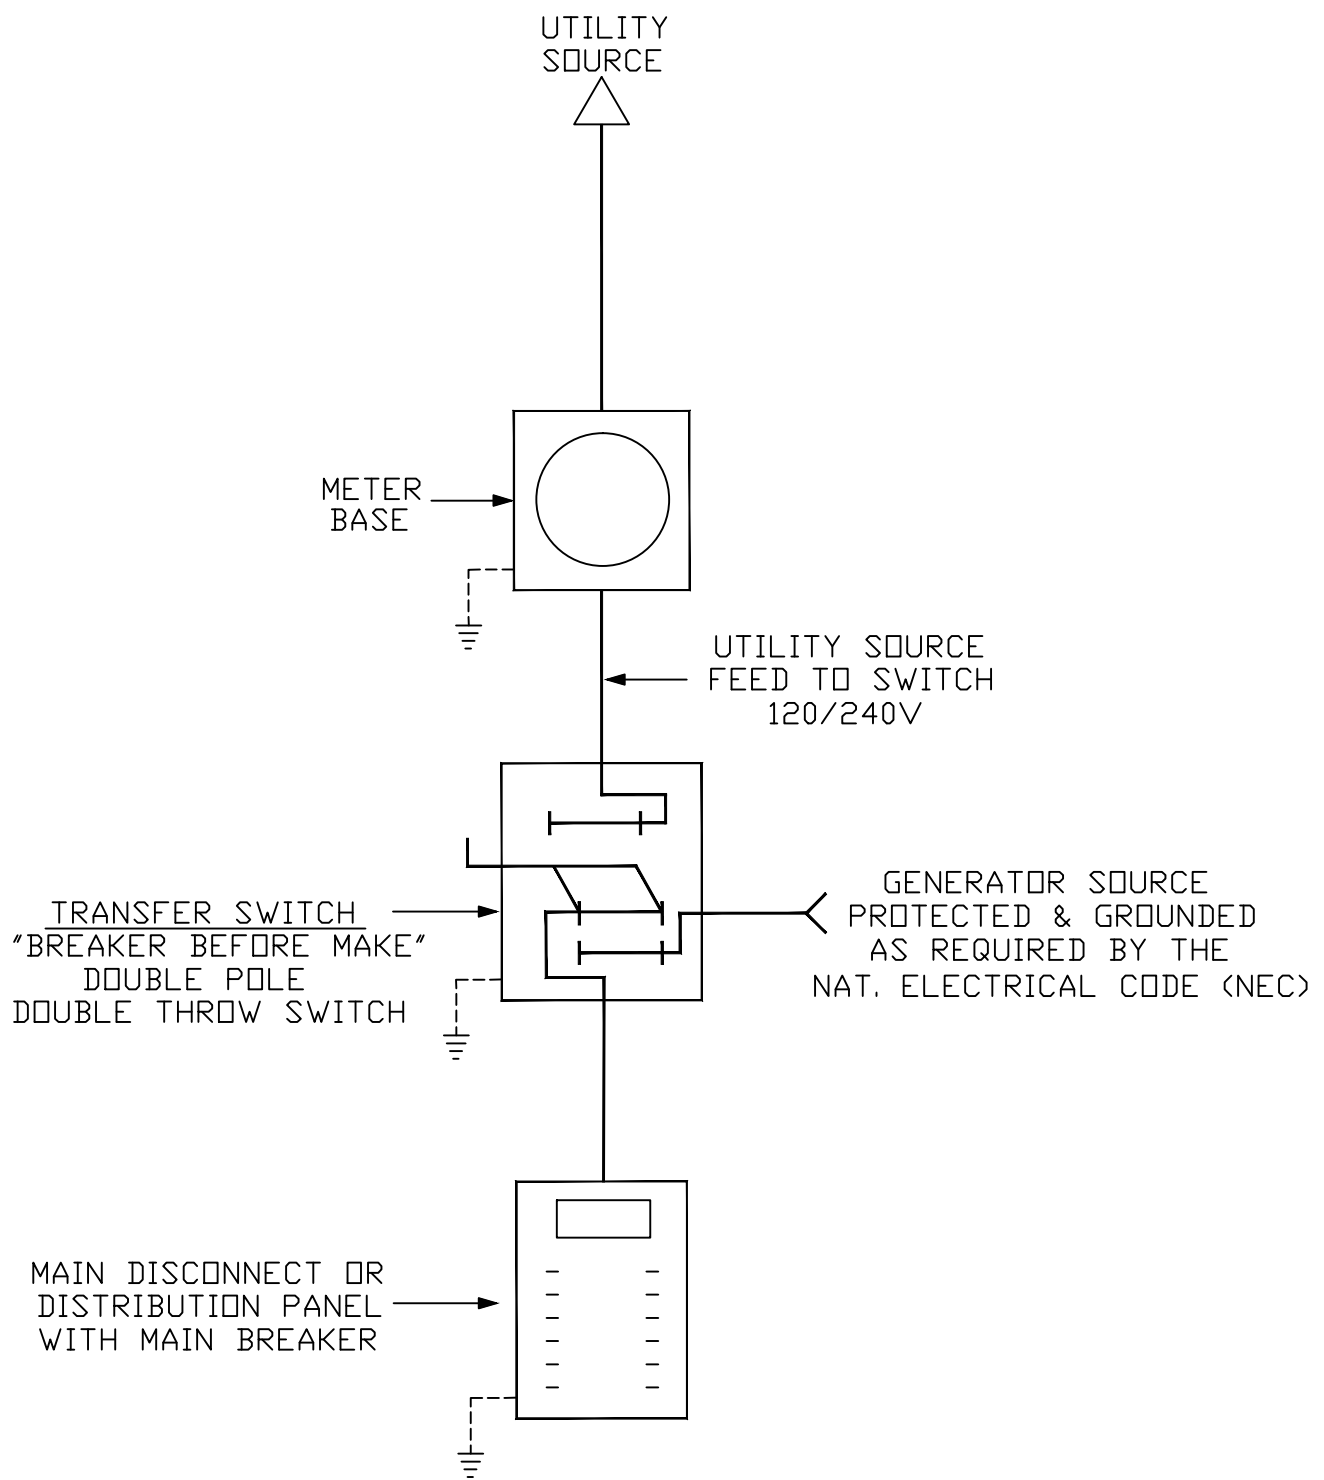 UTILITY
SOURCE
METER
BASE
UTILITY SOURCE
FEED TO SWITCH
120/240V
TRANSFER SWITCH
"BREAKER BEFORE MAKE"
DOUBLE POLE
DOUBLE THROW SWITCH
GENERATOR SOURCE
PROTECTED & GROUNDED
AS REQUIRED BY THE
NAT. ELECTRICAL CODE (NEC)
MAIN DISCONNECT OR
DISTRIBUTION PANEL
WITH MAIN BREAKER